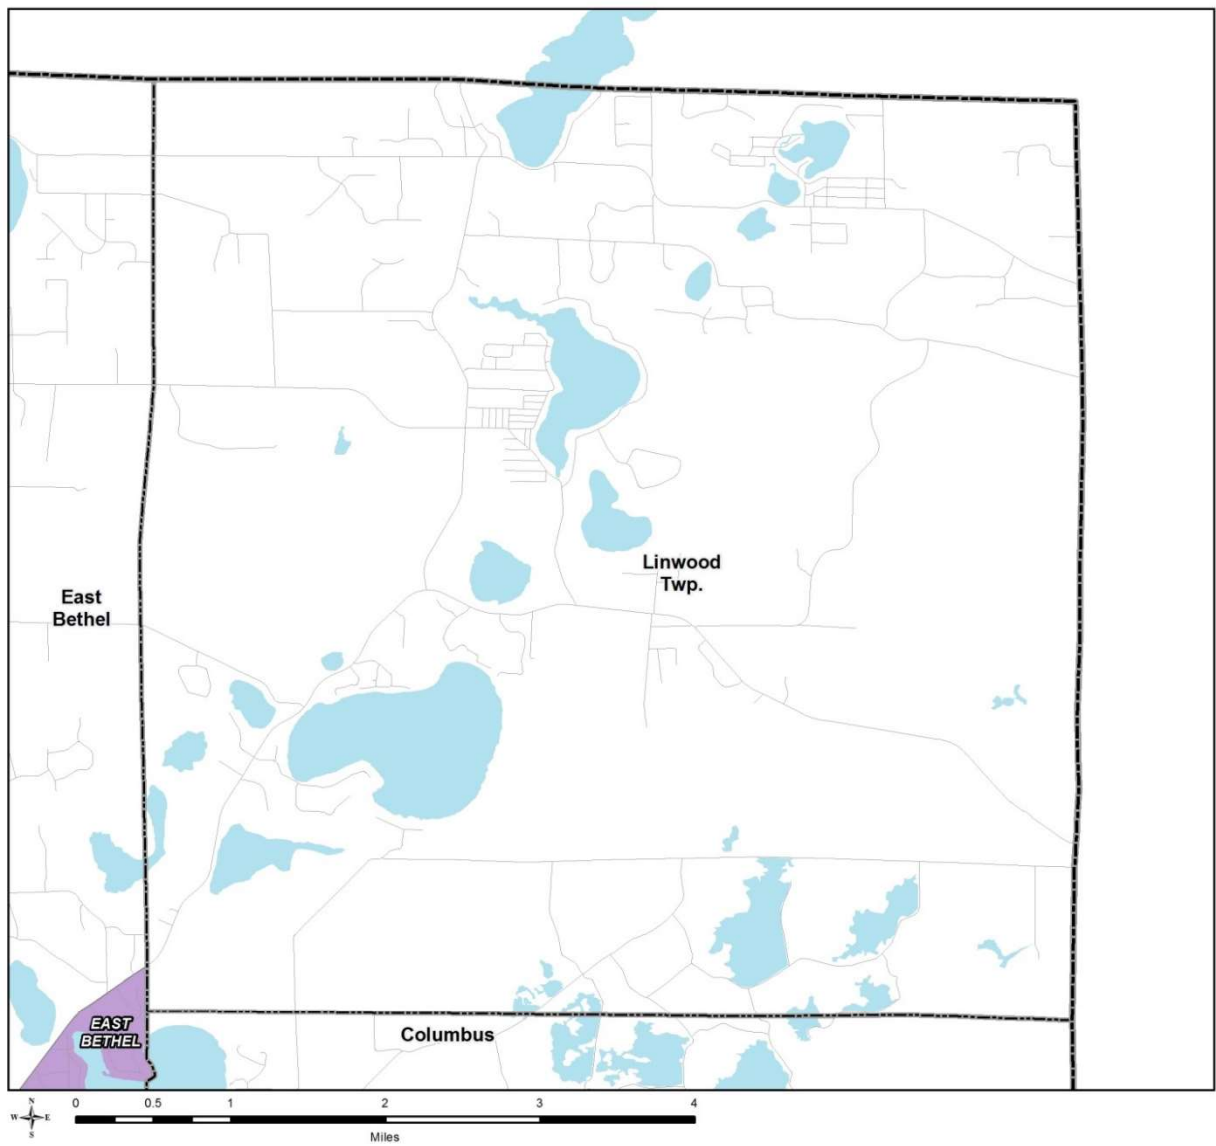 Linwood
Twp.
East
Bethel
EAST
BETHEL
Columbus
N
W E
S
0 0.5 1 2 3 4
Miles